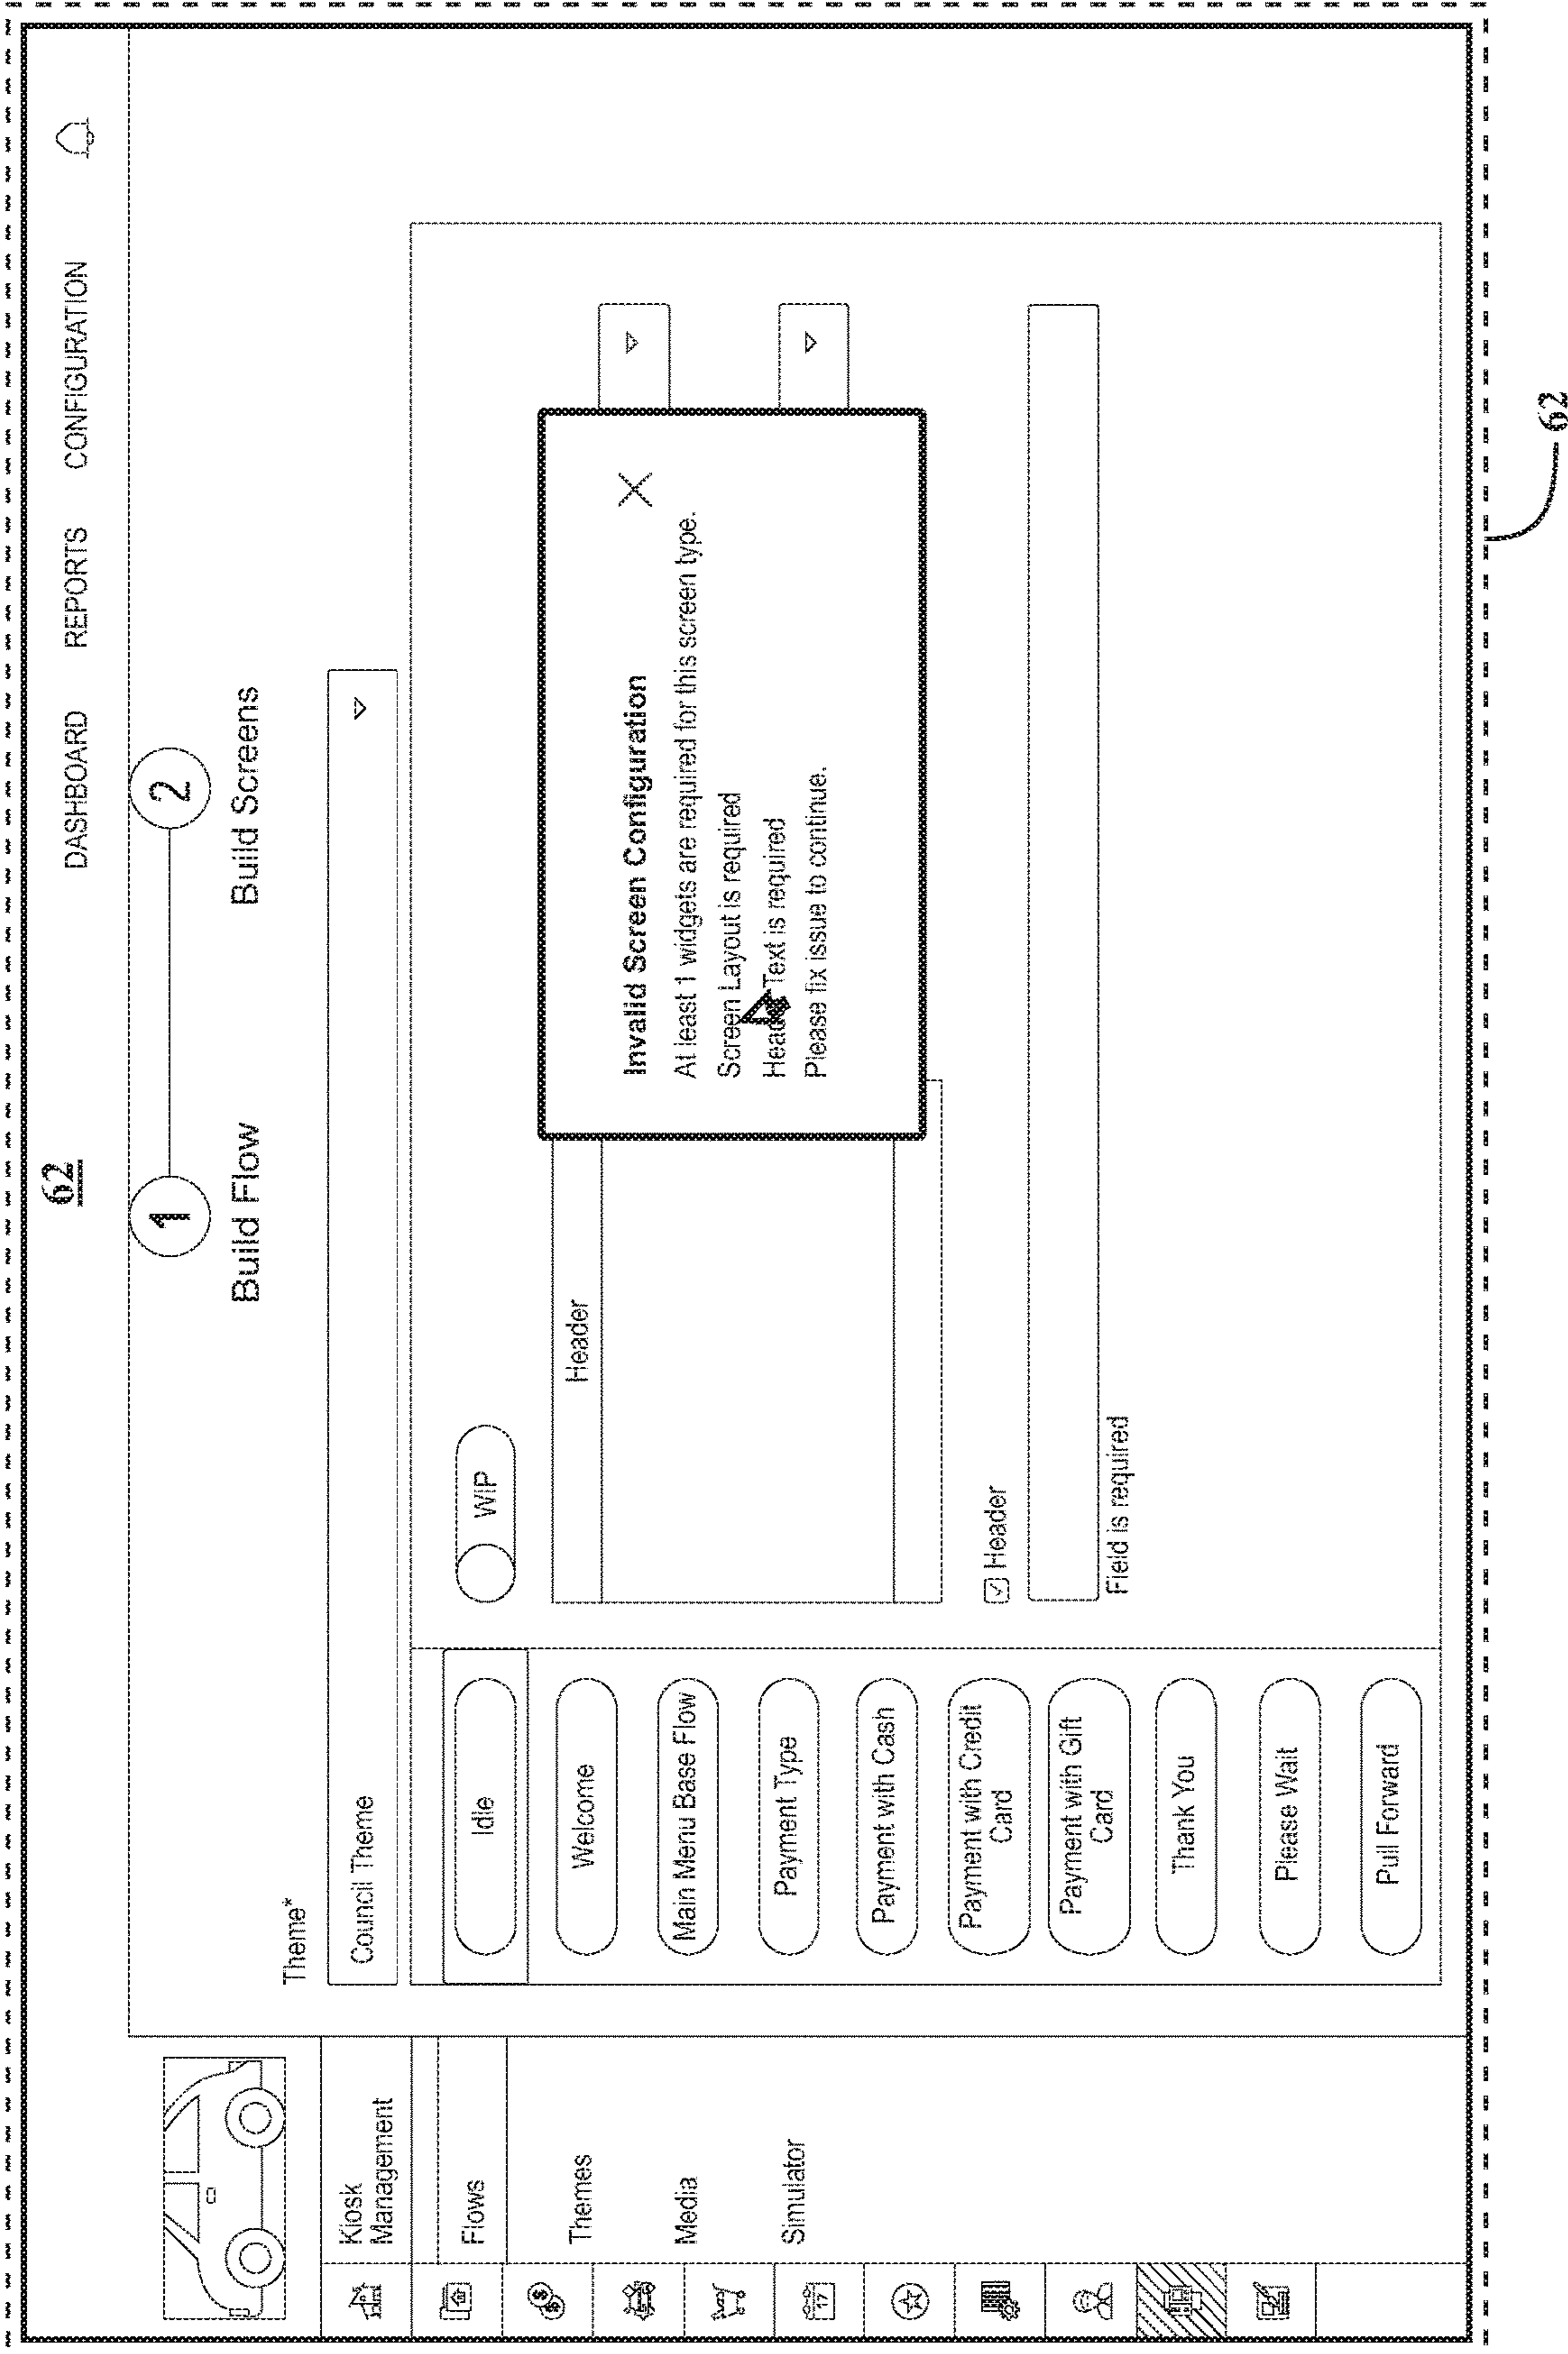 62
DASHBOARD REPORTS CONFIGURATION
1 2
Build Flow Build Screens
Theme*
Council Theme
Kiosk
Management
Flows
Themes
Media
Simulator
17
$
$
Idle
Welcome
Main Menu Base Flow
Payment Type
Payment with Cash
Payment with Credit
Card
Payment with Gift
Card
Thank You
Please Wait
Pull Forward
WIP
Header
Invalid Screen Configuration
At least 1 widgets are required for this screen type.
Screen Layout is required
Text is required
Please fix issue to continue.
Header
Field is required
62